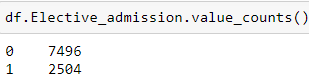 df.Elective_admission.value_counts()
0    7496
1    2504